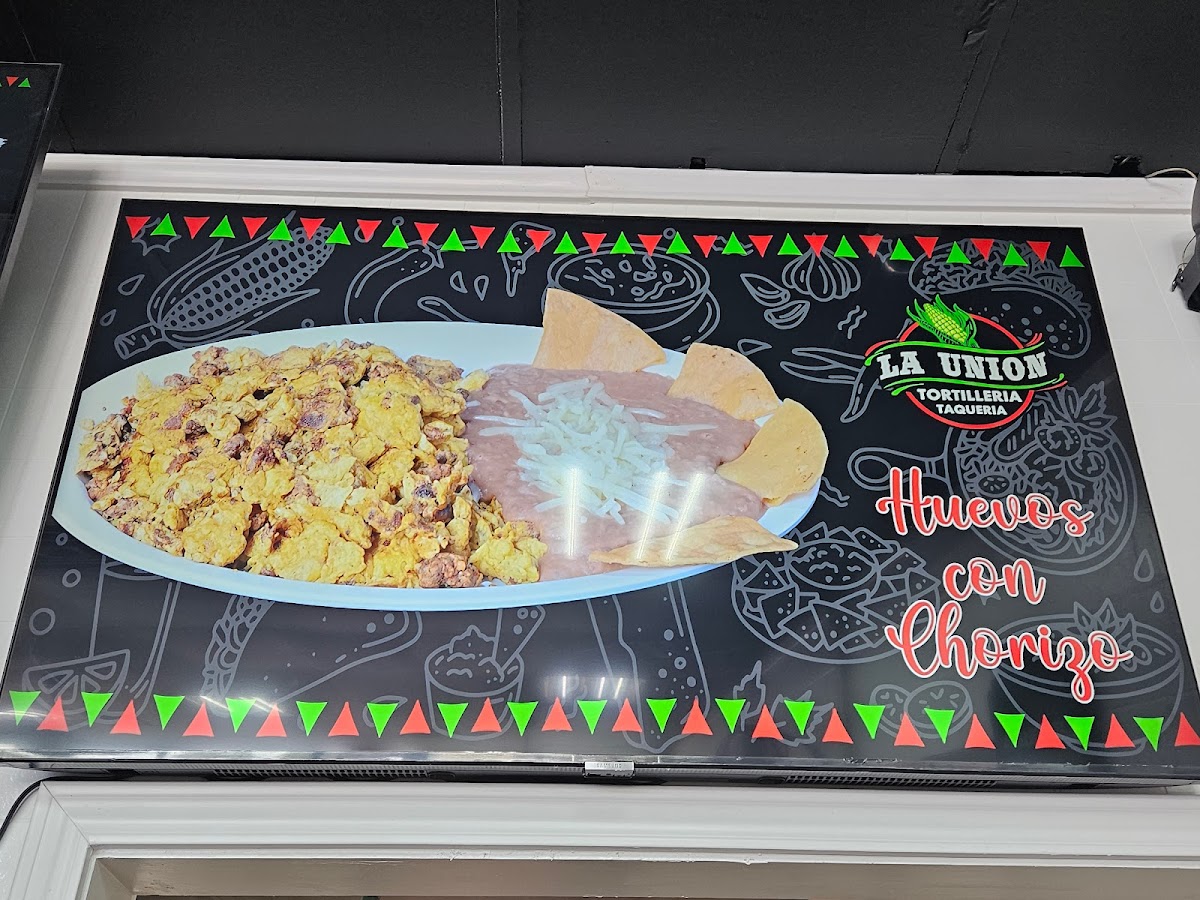 LA UNION
TORTILLERIA
TAQUERIA
Huevos
con
Chorizo